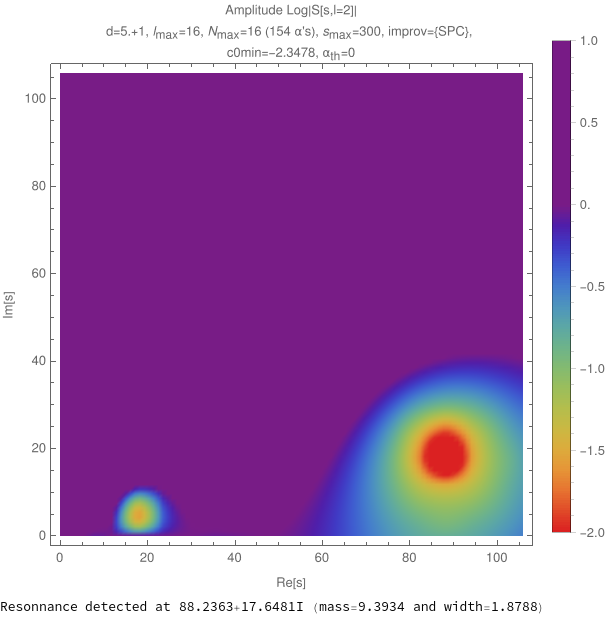 Amplitude Log|S[s,l=2]|
d=5.+1, lmax=16, Nmax=16 (154 α's), smax=300, improv={SPC},
c0min=−2.3478, αth=0
1.0
0.5
0.
−0.5
−1.0
−1.5
−2.0
100
80
60
40
20
0
Im[s]
0 20 40 60 80 100
Re[s]
Resonnance detected at 88.2363+17.6481I (mass=9.3934 and width=1.8788)